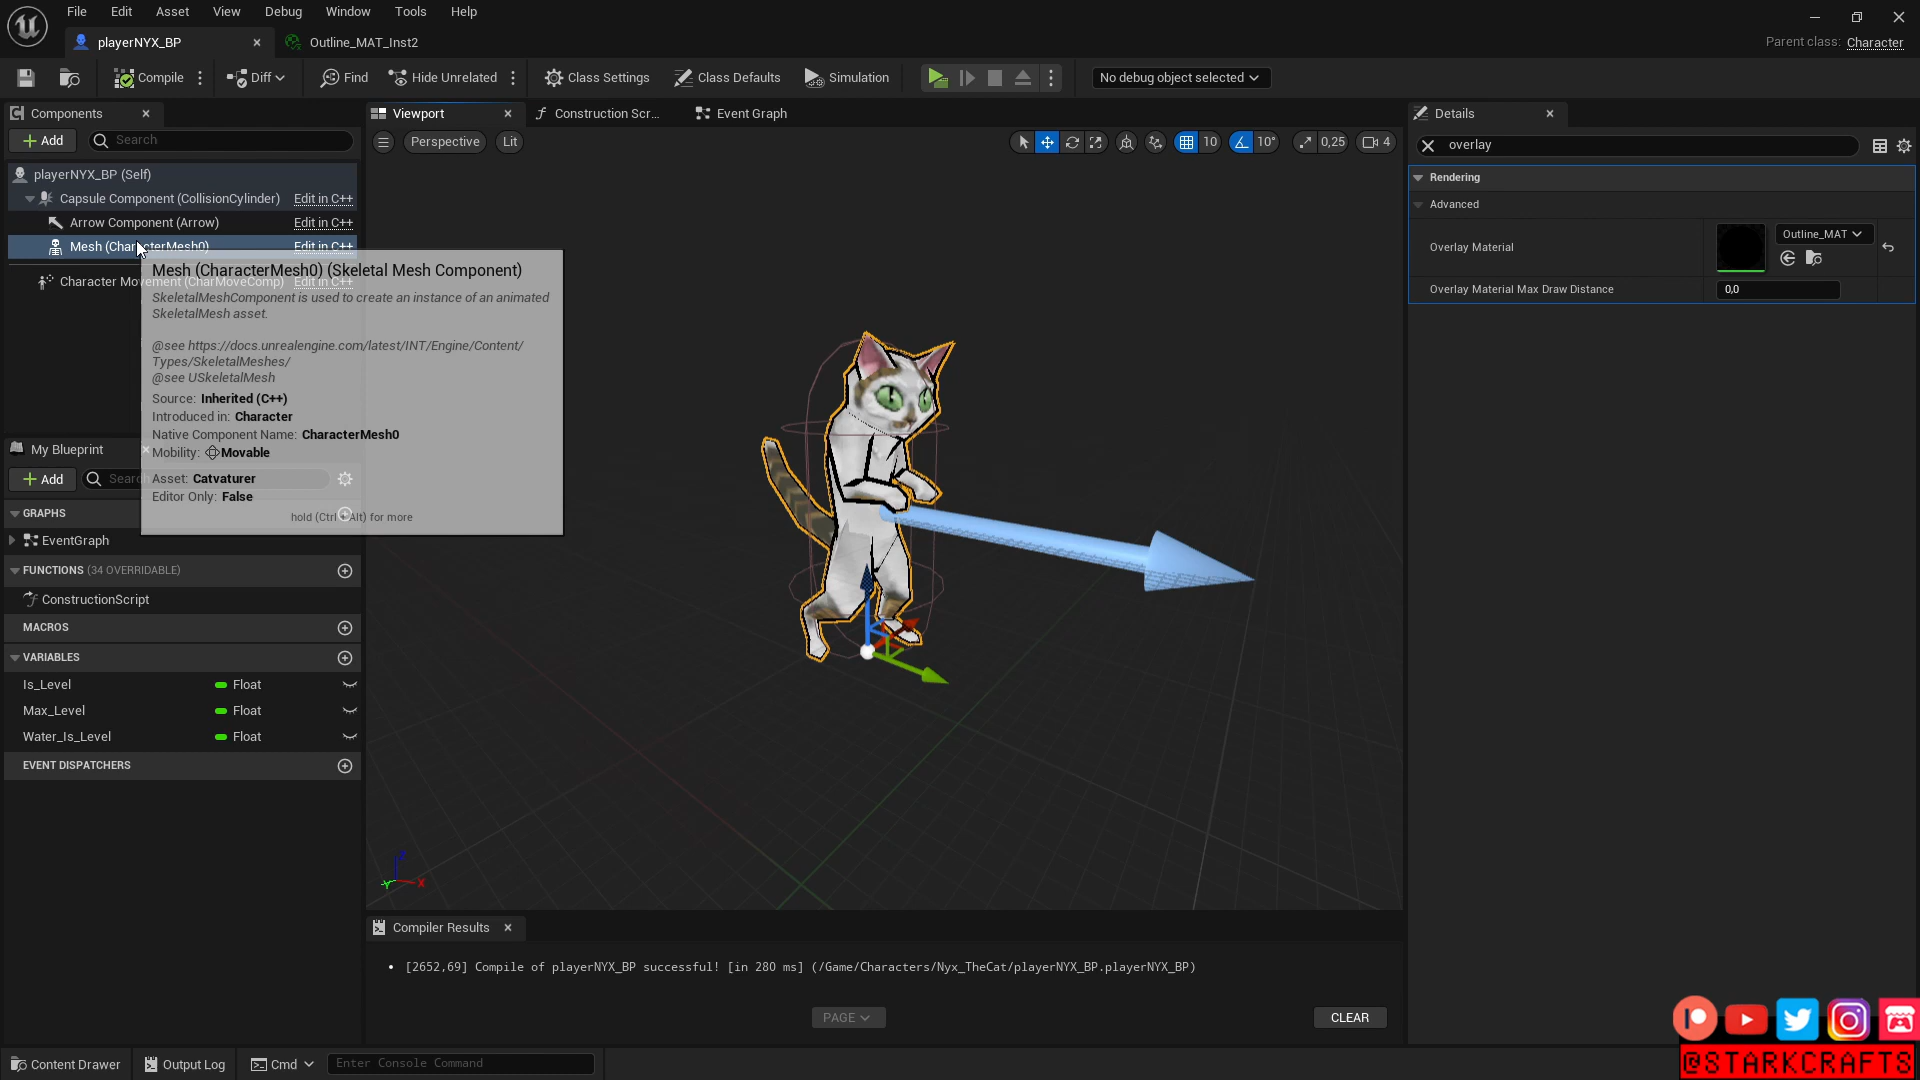 File Edit Asset View Debug Window Tools Help
playerNYX_BP
Outline_MAT_Inst2
Parent class: Character
Compile
Diff
Find
Hide Unrelated
Class Settings
Class Defaults
Simulation
No debug object selected
Components
Add
Search
playerNYX_BP (Self)
Capsule Component (CollisionCylinder) Edit in C++
Arrow Component (Arrow) Edit in C++
Mesh (CharacterMesh0) Edit in C++
Character Movement (CharMoveComp) Edit in C++
Mesh (CharacterMesh0) (Skeletal Mesh Component)
SkeletalMeshComponent is used to create an instance of an animated
SkeletalMesh asset.
@see https://docs.unrealengine.com/latest/INT/Engine/Content/
Types/SkeletalMeshes/
@see USkeletalMesh
Source: Inherited (C++)
Introduced in: Character
Native Component Name: CharacterMesh0
Mobility: Movable
Asset: Catvaturer
Editor Only: False
hold (Ctrl + Alt) for more
My Blueprint
Add
Search
GRAPHS
EventGraph
FUNCTIONS (34 OVERRIDABLE)
ConstructionScript
MACROS
VARIABLES
Is_Level Float
Max_Level Float
Water_Is_Level Float
EVENT DISPATCHERS
Viewport
Construction Scr...
Event Graph
Perspective
Lit
10
10°
0,25
4
Z
Y
X
Compiler Results
[2652,69] Compile of playerNYX_BP successful! [in 280 ms] (/Game/Characters/Nyx_TheCat/playerNYX_BP.playerNYX_BP)
PAGE
CLEAR
Details
overlay
Rendering
Advanced
Overlay Material
Outline_MAT
Overlay Material Max Draw Distance
0,0
Content Drawer
Output Log
Cmd
Enter Console Command
@STARKCRAFTS